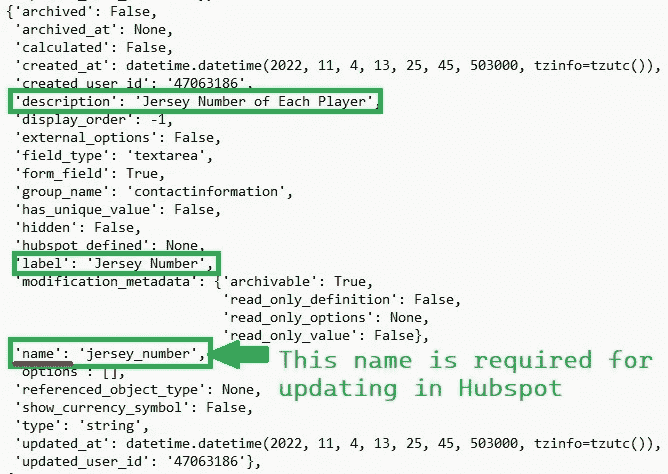 {'archived': False,
'archived_at': None,
'calculated': False,
'created_at': datetime.datetime(2022, 11, 4, 13, 25, 45, 503000, tzinfo=tzutc()),
'created_user_id': '47063186',
'description': 'Jersey Number of Each Player',
'display_order': -1,
'external_options': False,
'field_type': 'textarea',
'form_field': True,
'group_name': 'contactinformation',
'has_unique_value': False,
'hidden': False,
'hubspot_defined': None,
'label': 'Jersey Number',
'modification_metadata': {'archivable': True,
'read_only_definition': False,
'read_only_options': None,
'read_only_value': False},
'name': 'jersey_number',
This name is required for
updating in Hubspot
'options': [],
'referenced_object_type': None,
'show_currency_symbol': False,
'type': 'string',
'updated_at': datetime.datetime(2022, 11, 4, 13, 25, 45, 503000, tzinfo=tzutc()),
'updated_user_id': '47063186'},